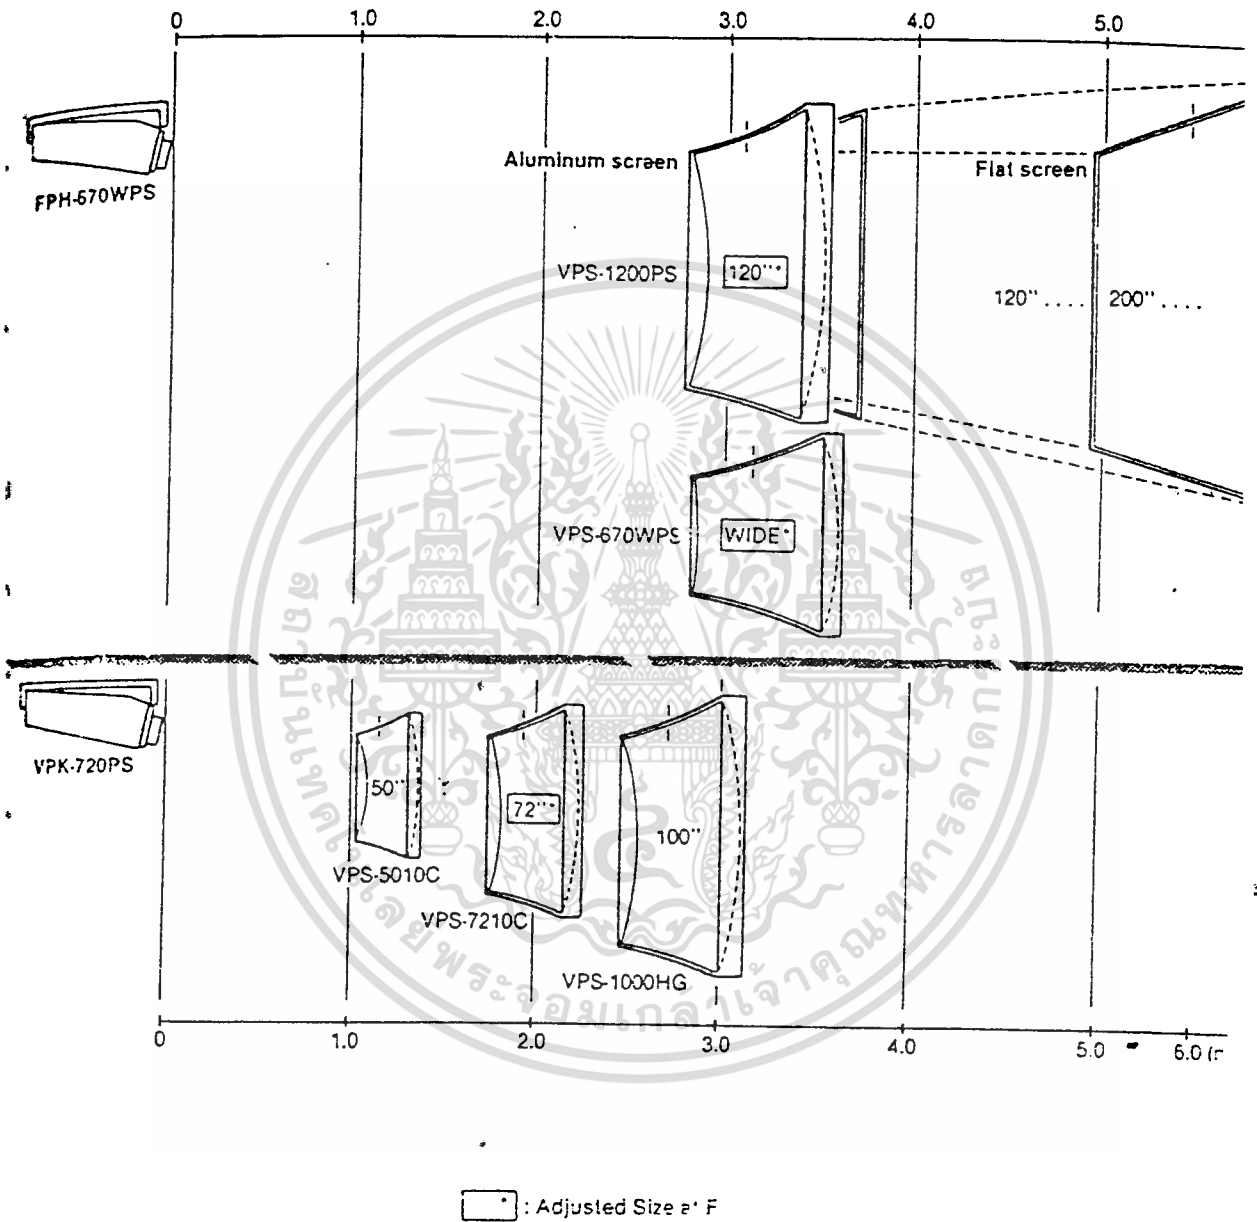 0 1.0 2.0 3.0 4.0 5.0
FPH-670WPS
Aluminum screen
Flat screen
VPS-1200PS
120"*
120" .... 200" ....
VPS-670WPS
WIDE*
VPK-720PS
50"
72"*
100"
VPS-5010C
VPS-7210C
VPS-1000HG
0 1.0 2.0 3.0 4.0 5.0 6.0
* : Adjusted Size